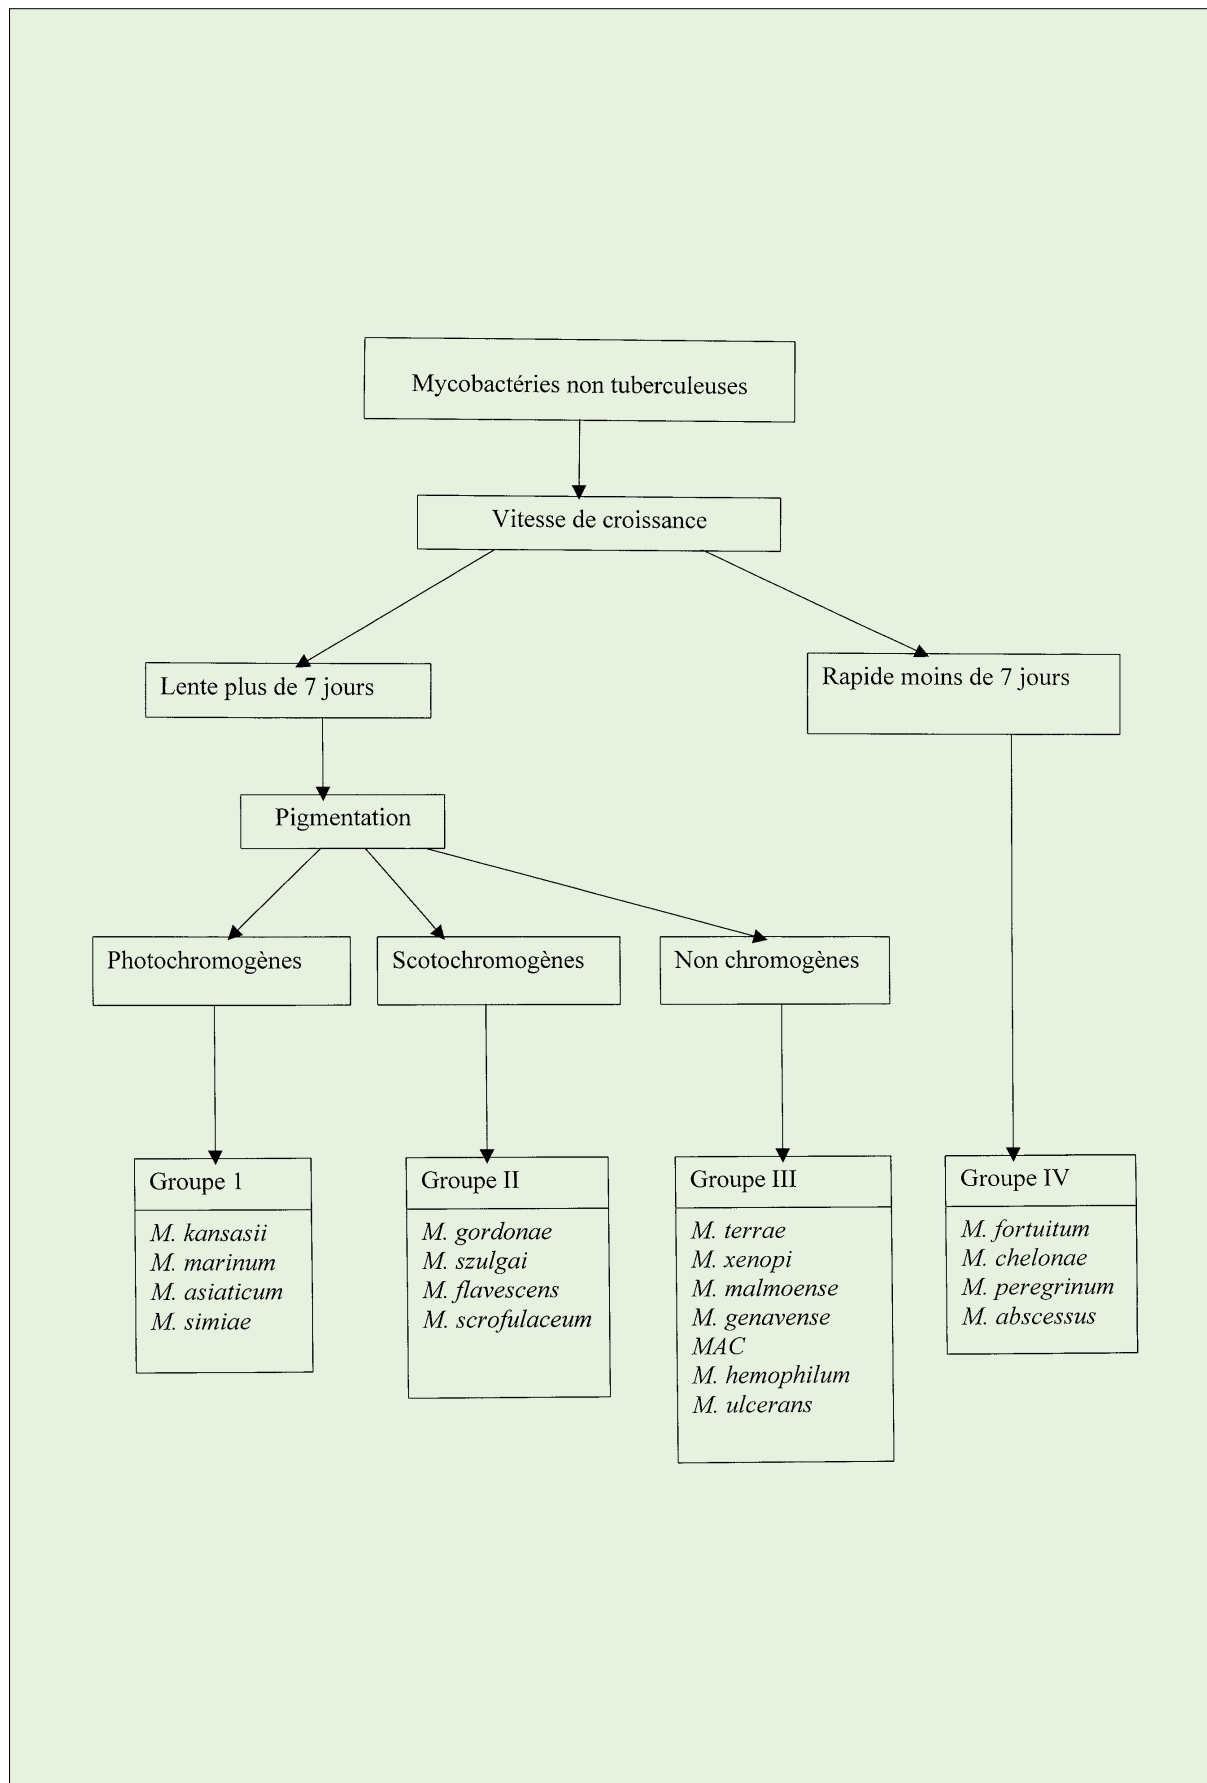 Mycobactéries non tuberculeuses
Vitesse de croissance
Lente plus de 7 jours
Rapide moins de 7 jours
Pigmentation
Photochromogènes
Scotochromogènes
Non chromogènes
Groupe 1
M. kansasii
M. marinum
M. asiaticum
M. simiae
Groupe II
M. gordonae
M. szulgai
M. flavescens
M. scrofulaceum
Groupe III
M. terrae
M. xenopi
M. malmoense
M. genavense
MAC
M. hemophilum
M. ulcerans
Groupe IV
M. fortuitum
M. chelonae
M. peregrinum
M. abscessus